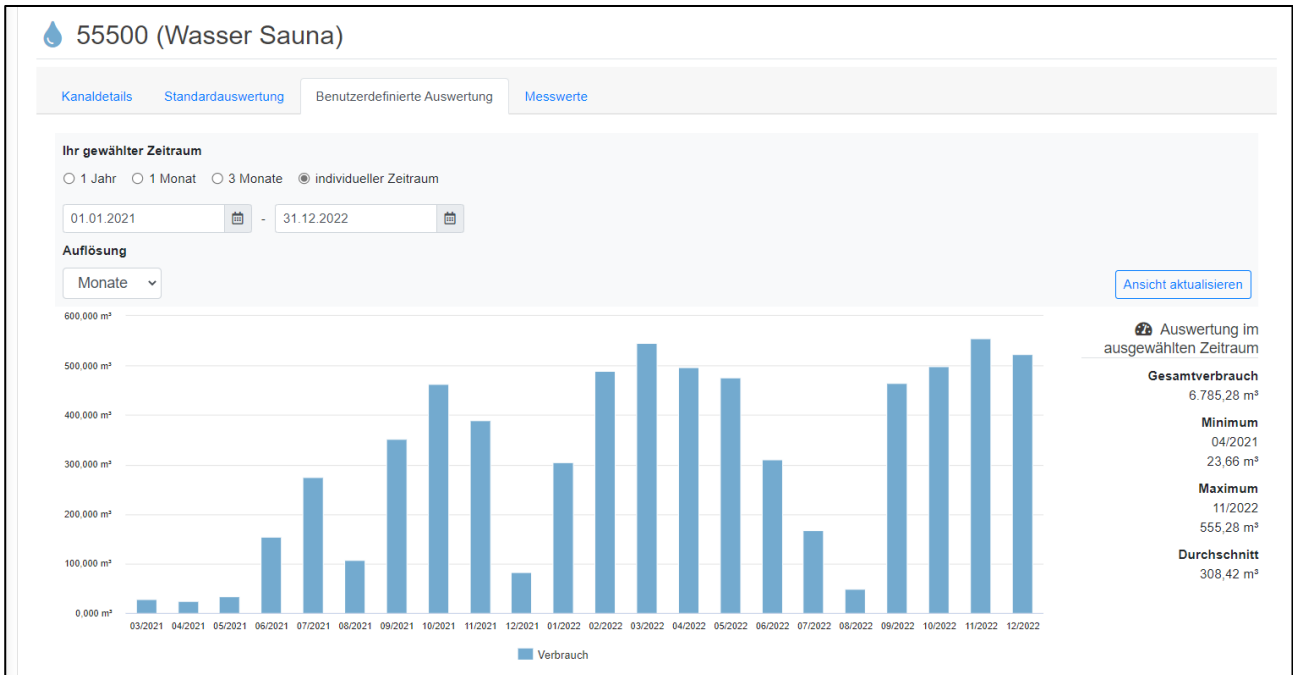 55500 (Wasser Sauna)
Kanaldetails Standardauswertung Benutzerdefinierte Auswertung Messwerte
Ihr gewählter Zeitraum
1 Jahr 1 Monat 3 Monate individueller Zeitraum
01.01.2021 - 31.12.2022
Auflösung
Monate
Ansicht aktualisieren
600,000 m³
500,000 m³
400,000 m³
300,000 m³
200,000 m³
100,000 m³
0,000 m³
03/2021 04/2021 05/2021 06/2021 07/2021 08/2021 09/2021 10/2021 11/2021 12/2021 01/2022 02/2022 03/2022 04/2022 05/2022 06/2022 07/2022 08/2022 09/2022 10/2022 11/2022 12/2022
Verbrauch
Auswertung im
ausgewählten Zeitraum
Gesamtverbrauch
6.785,28 m³
Minimum
04/2021
23,66 m³
Maximum
11/2022
555,28 m³
Durchschnitt
308,42 m³